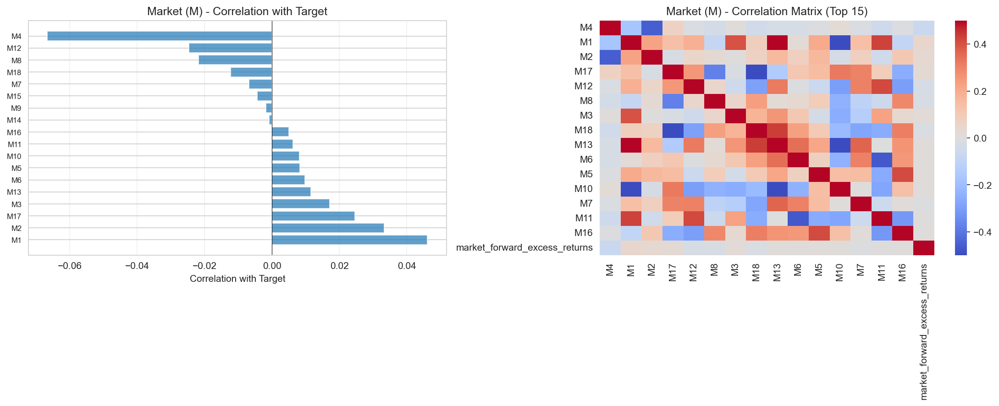 Market (M) - Correlation with Target
M4
M12
M8
M18
M7
M15
M9
M14
M16
M11
M10
M5
M6
M13
M3
M17
M2
M1
−0.06 −0.04 −0.02 0.00 0.02 0.04
Correlation with Target
Market (M) - Correlation Matrix (Top 15)
M4
M1
M2
M17
M12
M8
M3
M18
M13
M6
M5
M10
M7
M11
M16
market_forward_excess_returns
M4 M1 M2 M17 M12 M8 M3 M18 M13 M6 M5 M10 M7 M11 M16 market_forward_excess_returns
0.4
0.2
0.0
−0.2
−0.4